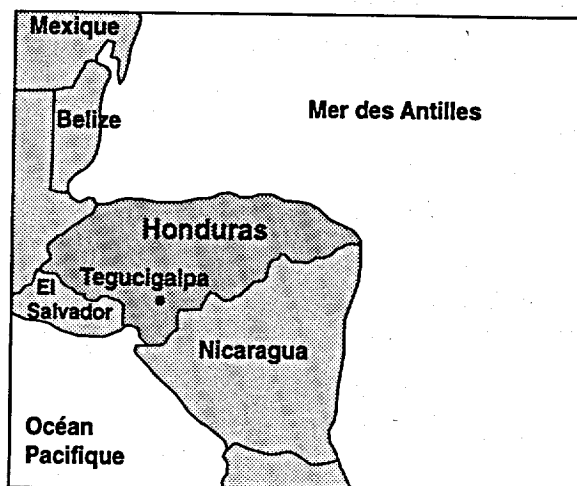 Mexique
Belize
Mer des Antilles
Honduras
Tegucigalpa
El
Salvador
Nicaragua
Océan
Pacifique